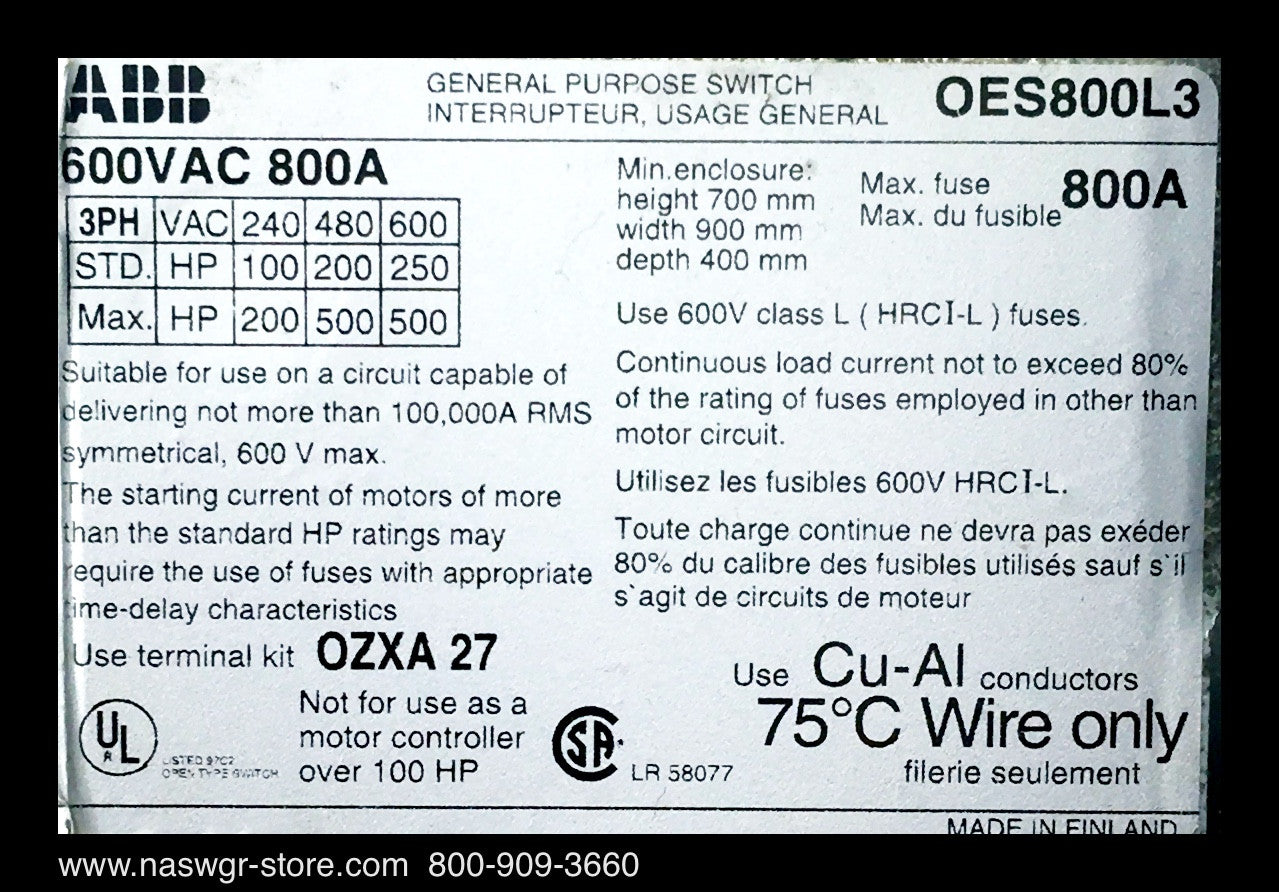 ABB
GENERAL PURPOSE SWITCH
INTERRUPTEUR, USAGE GENERAL
OES800L3
600VAC 800A
3PH VAC 240 480 600
STD. HP 100 200 250
Max. HP 200 500 500
Suitable for use on a circuit capable of
delivering not more than 100,000A RMS
symmetrical, 600 V max.
The starting current of motors of more
than the standard HP ratings may
require the use of fuses with appropriate
time-delay characteristics
Use terminal kit OZXA 27
UL
R
LISTED 97C2
OPEN TYPE SWITCH
Not for use as a
motor controller
over 100 HP
Min.enclosure:
height 700 mm
width 900 mm
depth 400 mm
Max. fuse
Max. du fusible
800A
Use 600V class L ( HRCI-L ) fuses.
Continuous load current not to exceed 80%
of the rating of fuses employed in other than
motor circuit.
Utilisez les fusibles 600V HRCI-L.
Toute charge continue ne devra pas exéder
80% du calibre des fusibles utilisés sauf s`il
s`agit de circuits de moteur
SA
LR 58077
Use Cu-Al conductors
75°C Wire only
filerie seulement
MADE IN FINLAND
www.naswgr-store.com 800-909-3660